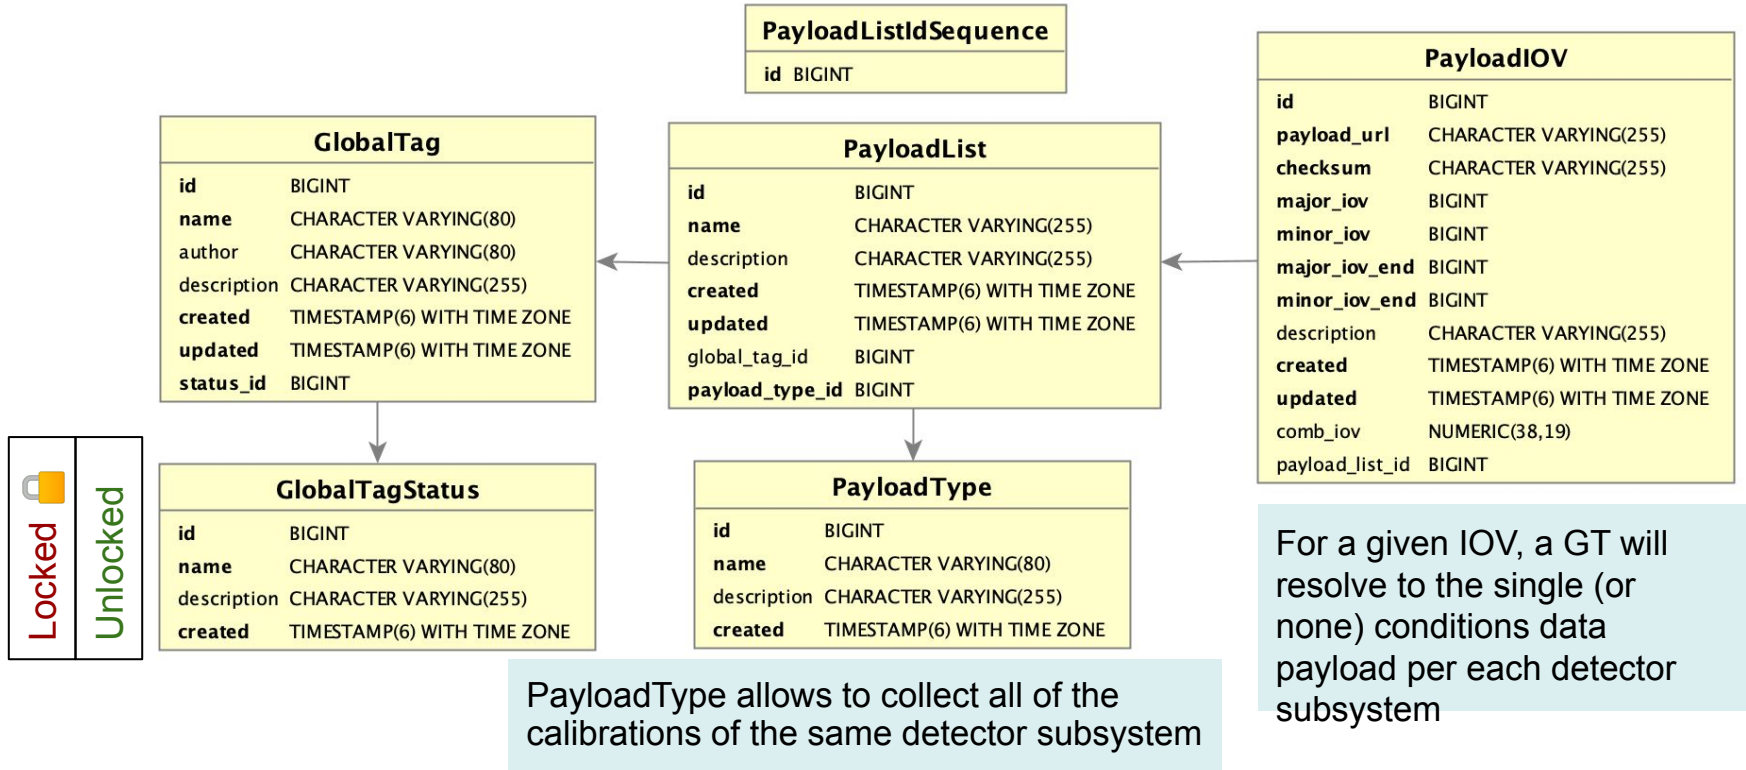 PayloadListIdSequence
id BIGINT
PayloadIOV
id BIGINT
payload_url CHARACTER VARYING(255)
checksum CHARACTER VARYING(255)
major_iov BIGINT
minor_iov BIGINT
major_iov_end BIGINT
minor_iov_end BIGINT
description CHARACTER VARYING(255)
created TIMESTAMP(6) WITH TIME ZONE
updated TIMESTAMP(6) WITH TIME ZONE
comb_iov NUMERIC(38,19)
payload_list_id BIGINT
GlobalTag
id BIGINT
name CHARACTER VARYING(80)
author CHARACTER VARYING(80)
description CHARACTER VARYING(255)
created TIMESTAMP(6) WITH TIME ZONE
updated TIMESTAMP(6) WITH TIME ZONE
status_id BIGINT
PayloadList
id BIGINT
name CHARACTER VARYING(255)
description CHARACTER VARYING(255)
created TIMESTAMP(6) WITH TIME ZONE
updated TIMESTAMP(6) WITH TIME ZONE
global_tag_id BIGINT
payload_type_id BIGINT
Locked
Unlocked
GlobalTagStatus
id BIGINT
name CHARACTER VARYING(80)
description CHARACTER VARYING(255)
created TIMESTAMP(6) WITH TIME ZONE
PayloadType
id BIGINT
name CHARACTER VARYING(80)
description CHARACTER VARYING(255)
created TIMESTAMP(6) WITH TIME ZONE
For a given IOV, a GT will
resolve to the single (or
none) conditions data
payload per each detector
subsystem
PayloadType allows to collect all of the
calibrations of the same detector subsystem